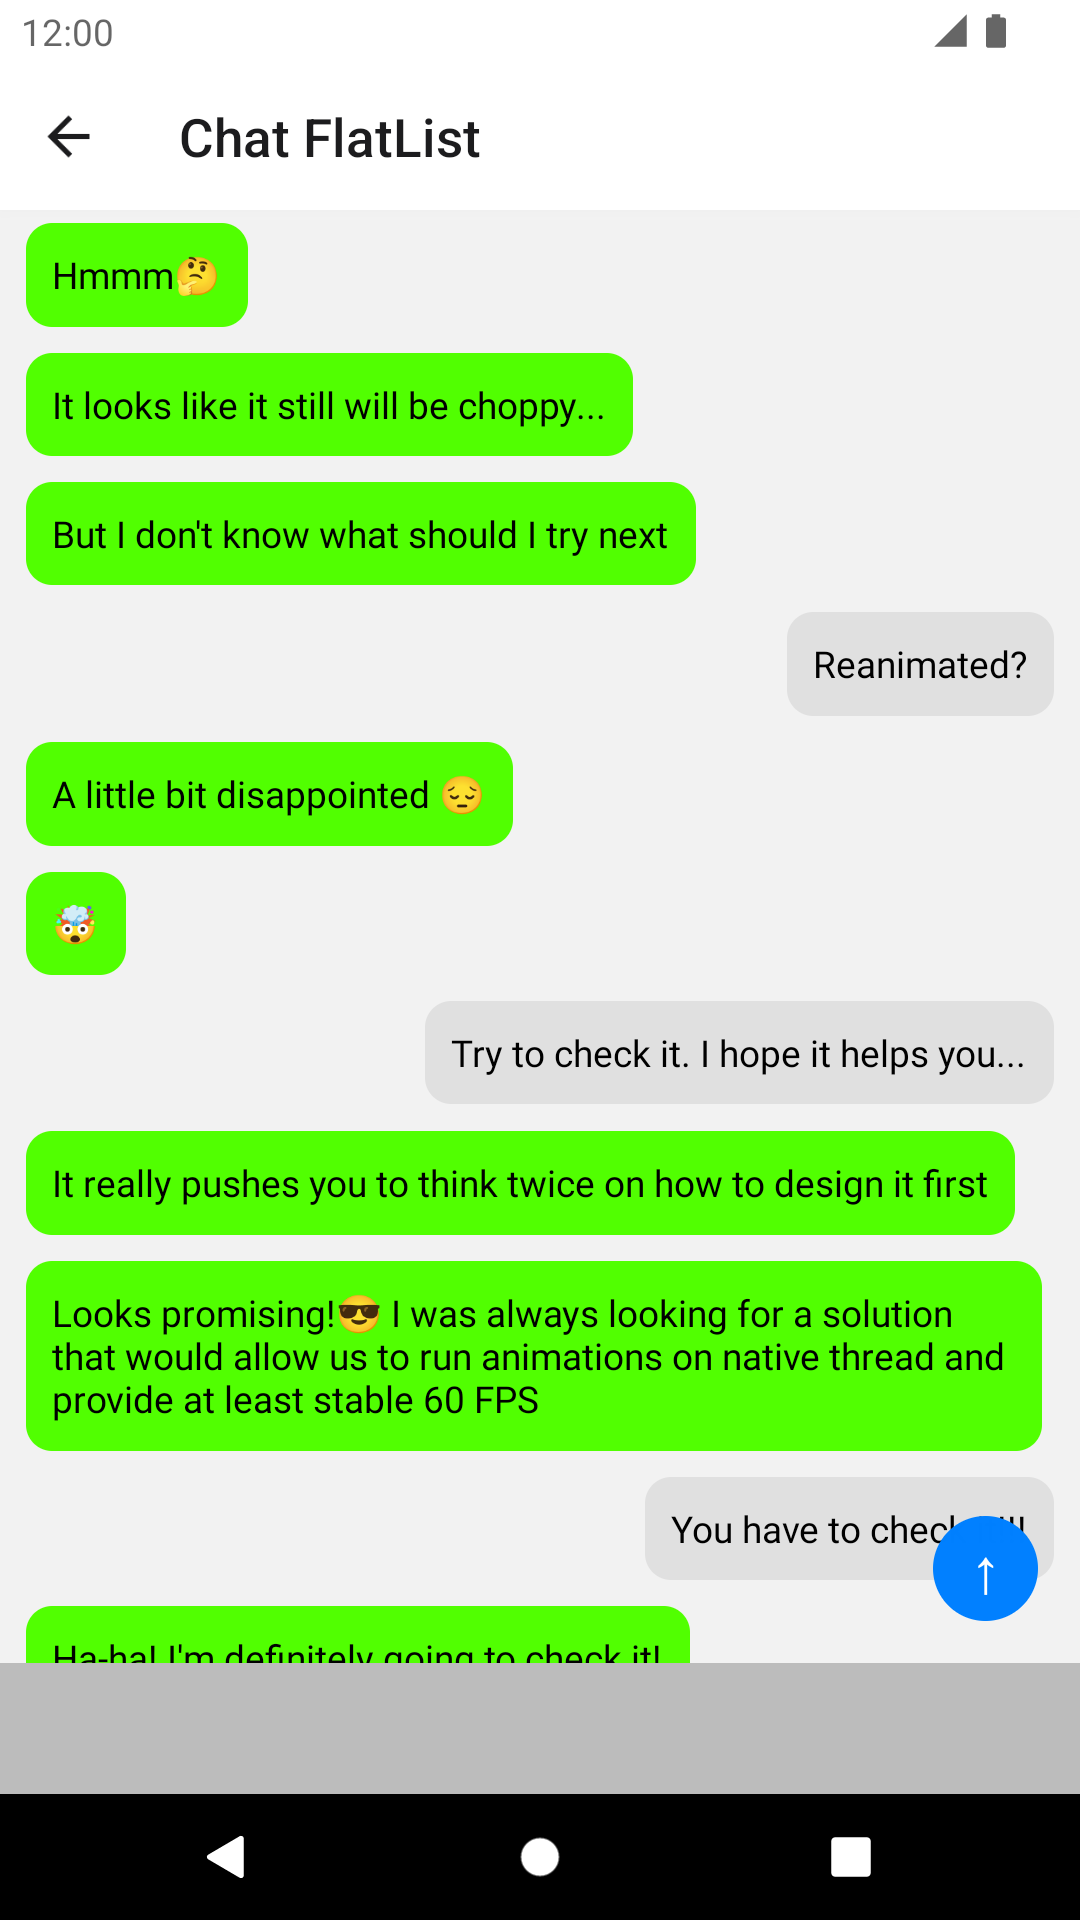 12:00
Chat FlatList
Hmmm🤔
It looks like it still will be choppy...
But I don't know what should I try next
Reanimated?
A little bit disappointed 😔
🤯
Try to check it. I hope it helps you...
It really pushes you to think twice on how to design it first
Looks promising!😎 I was always looking for a solution
that would allow us to run animations on native thread and
provide at least stable 60 FPS
You have to
↑
Ha-ha! I'm definitely going to check it!